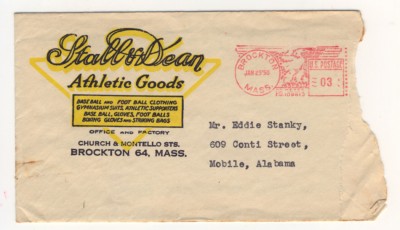 Stall & Dean
Athletic Goods
BASE BALL AND FOOT BALL CLOTHING
GYMNASIUM SUITS, ATHLETIC SUPPORTERS
BASE BALL, GLOVES, FOOT BALLS
BOXING GLOVES AND STRIKING BAGS
OFFICE AND FACTORY
CHURCH & MONTELLO STS.
BROCKTON 64, MASS.
BROCKTON
MASS.
U.S. POSTAGE
03
Mr. Eddie Stanky,
609 Conti Street,
Mobile, Alabama